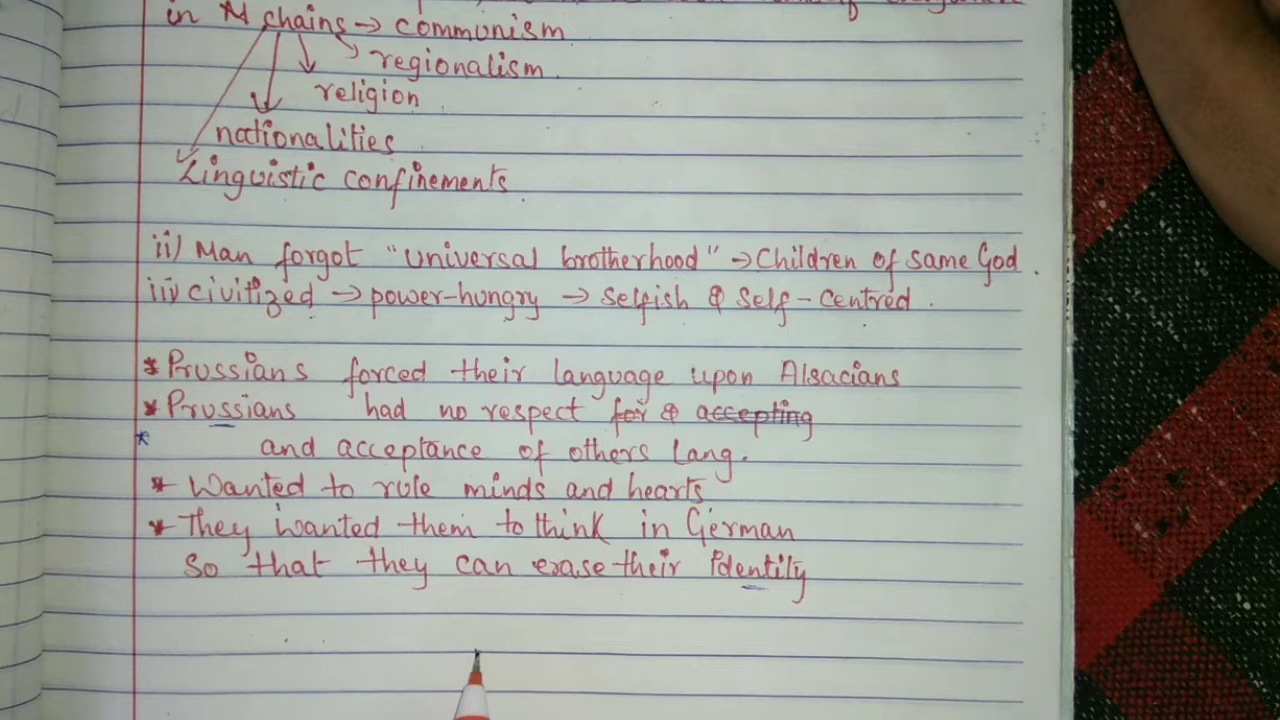 in M chains → communism
regionalism.
religion.
nationalities
Linguistic confinements.
ii) Man forgot "universal brotherhood" → Children of same God.
iii) civilized → power-hungry → Selfish & Self-Centred.
* Prussians forced their language upon Alsacians
* Prussians had no respect for & accepting
* and acceptance of others lang.
* Wanted to rule minds and hearts
* They wanted them to think in German
So that they can erase their identity